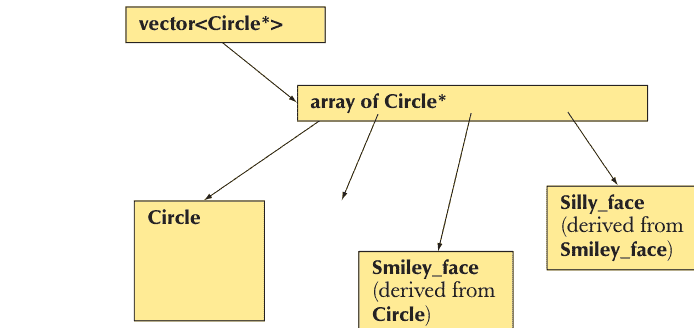 vector<Circle*>
array of Circle*
Circle
Smiley_face
(derived from
Circle)
Silly_face
(derived from
Smiley_face)